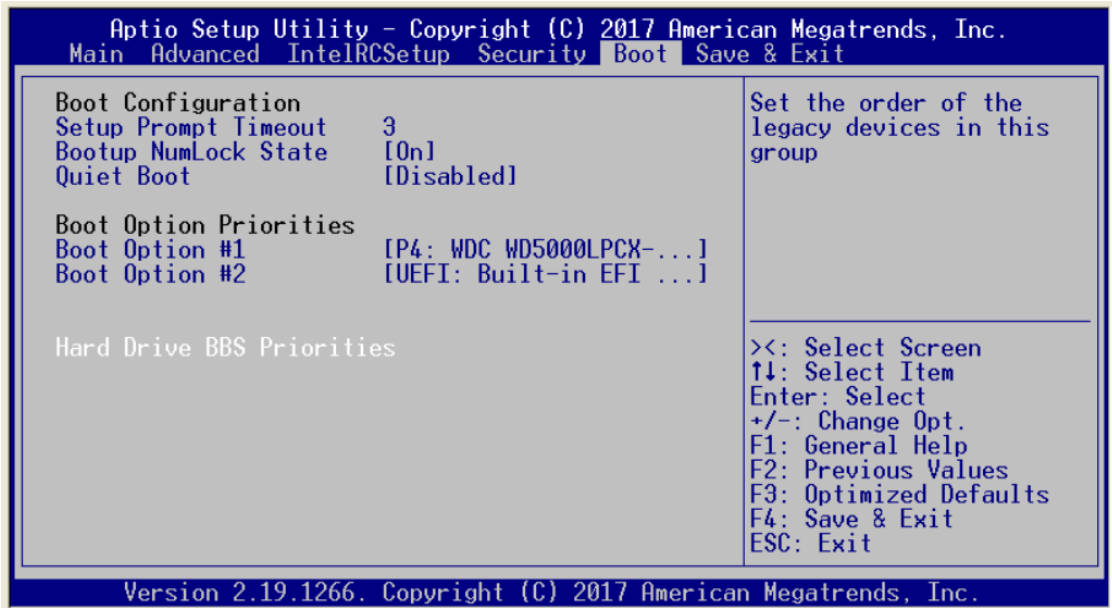 Aptio Setup Utility – Copyright (C) 2017 American Megatrends, Inc.
Main Advanced IntelRCSetup Security Boot Save & Exit
Boot Configuration
Setup Prompt Timeout 3
Bootup NumLock State [On]
Quiet Boot [Disabled]
Boot Option Priorities
Boot Option #1 [P4: WDC WD5000LPCX-...]
Boot Option #2 [UEFI: Built-in EFI ...]
Hard Drive BBS Priorities
Set the order of the
legacy devices in this
group
><: Select Screen
↑↓: Select Item
Enter: Select
+/-: Change Opt.
F1: General Help
F2: Previous Values
F3: Optimized Defaults
F4: Save & Exit
ESC: Exit
Version 2.19.1266. Copyright (C) 2017 American Megatrends, Inc.